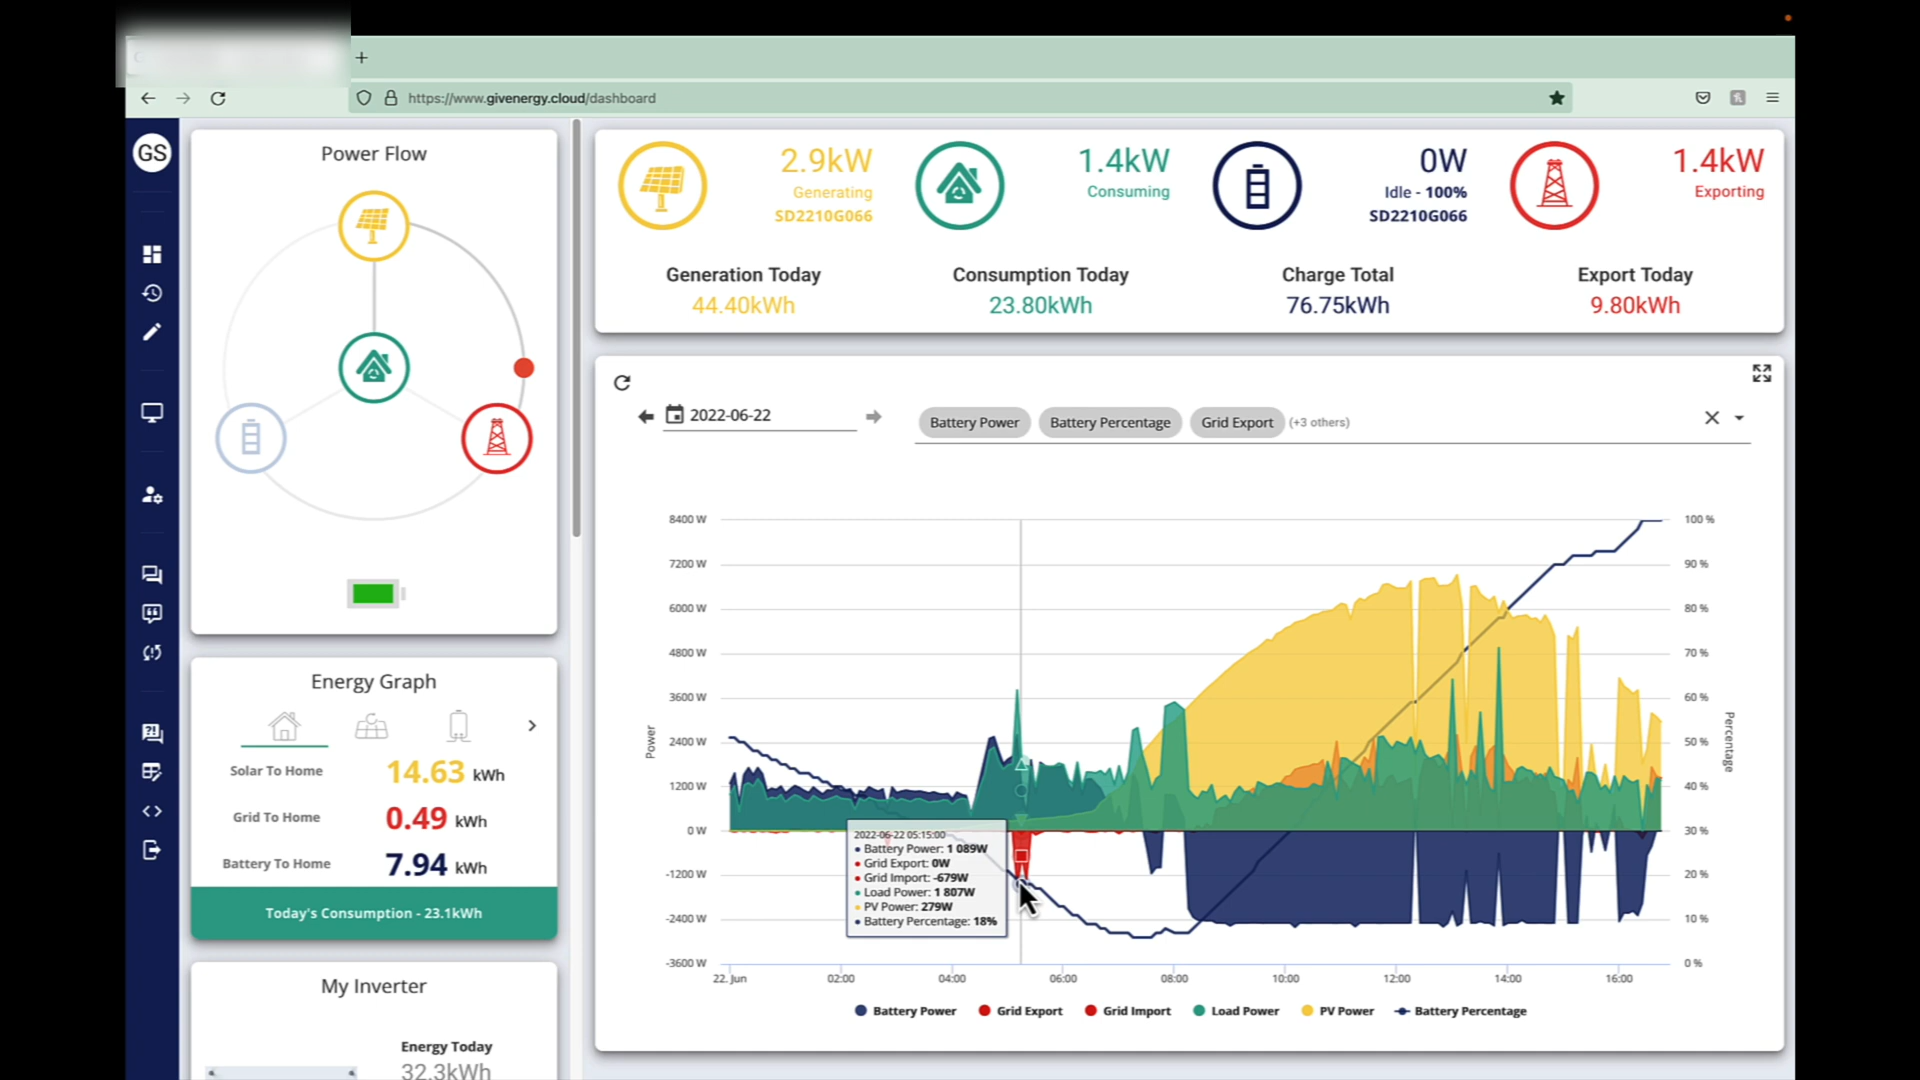 https://www.givenergy.cloud/dashboard
GS
Power Flow
2.9kW
Generating
SD2210G066
1.4kW
Consuming
0W
Idle - 100%
SD2210G066
1.4kW
Exporting
Generation Today
44.40kWh
Consumption Today
23.80kWh
Charge Total
76.75kWh
Export Today
9.80kWh
Energy Graph
Solar To Home 14.63 kWh
Grid To Home 0.49 kWh
Battery To Home 7.94 kWh
Today's Consumption - 23.1kWh
My Inverter
Energy Today
32.3kWh
2022-06-22
Battery Power Battery Percentage Grid Export (+3 others)
8400 W 100 %
7200 W 90 %
6000 W 80 %
4800 W 70 %
3600 W 60 %
2400 W 50 %
1200 W 40 %
0 W 30 %
-1200 W 20 %
-2400 W 10 %
-3600 W 0 %
Power
Percentage
2022-06-22 05:15:00
Battery Power: 1 089W
Grid Export: 0W
Grid Import: -679W
Load Power: 1 807W
PV Power: 279W
Battery Percentage: 18%
22. Jun 02:00 04:00 06:00 08:00 10:00 12:00 14:00 16:00
Battery Power Grid Export Grid Import Load Power PV Power Battery Percentage